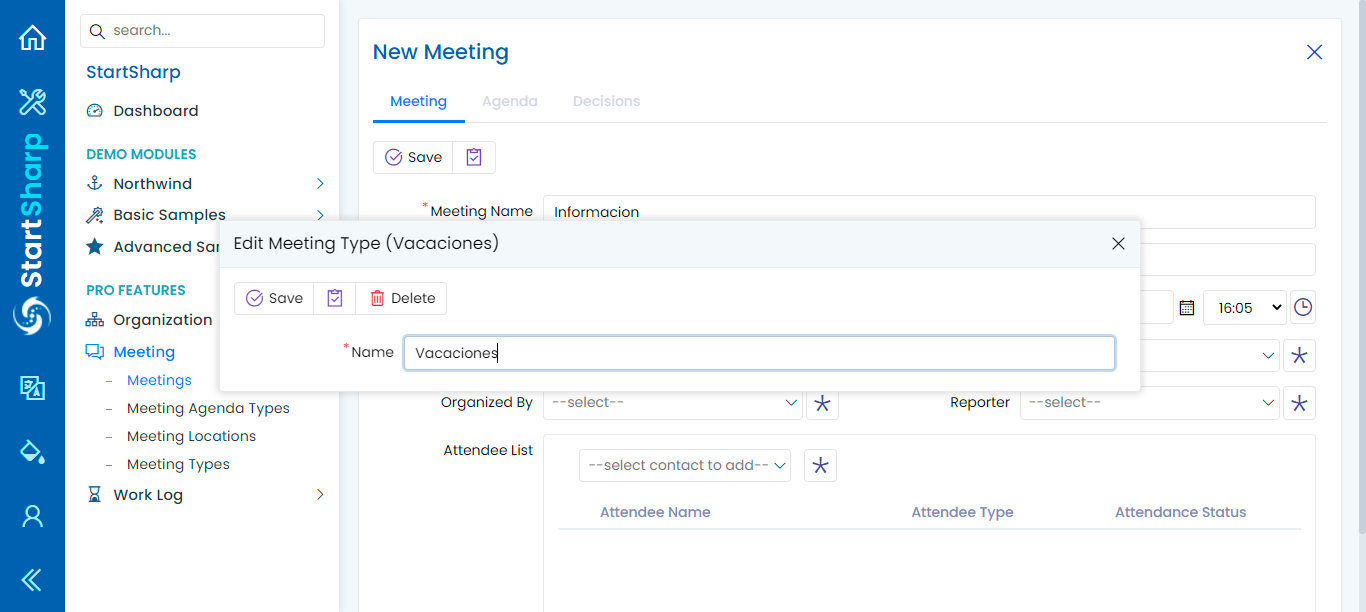 search...
StartSharp
Dashboard
DEMO MODULES
Northwind
Basic Samples
Advanced Sar
PRO FEATURES
Organization
Meeting
Meetings
Meeting Agenda Types
Meeting Locations
Meeting Types
Work Log
StartSharp
New Meeting
Meeting Agenda Decisions
Save
*Meeting Name Informacion
Edit Meeting Type (Vacaciones)
Save Delete
*Name Vacaciones
16:05
Organized By --select-- Reporter --select--
Attendee List
--select contact to add--
Attendee Name Attendee Type Attendance Status